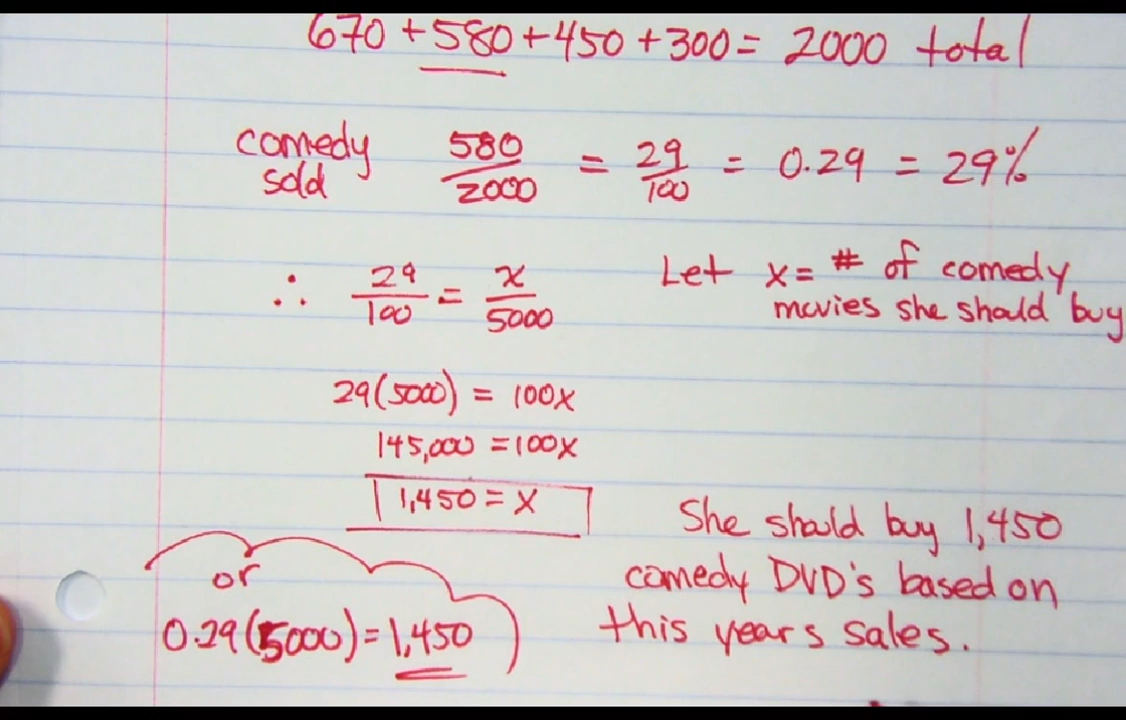 670 + 580 + 450 + 300 = 2000 total
comedy sold 580/2000 = 29/100 = 0.29 = 29%
∴ 29/100 = x/5000
Let x = # of comedy
movies she should buy
29(5000) = 100x
145,000 = 100x
1,450 = x
or
0.29(5000) = 1,450
She should buy 1,450
comedy DVD's based on
this years sales.